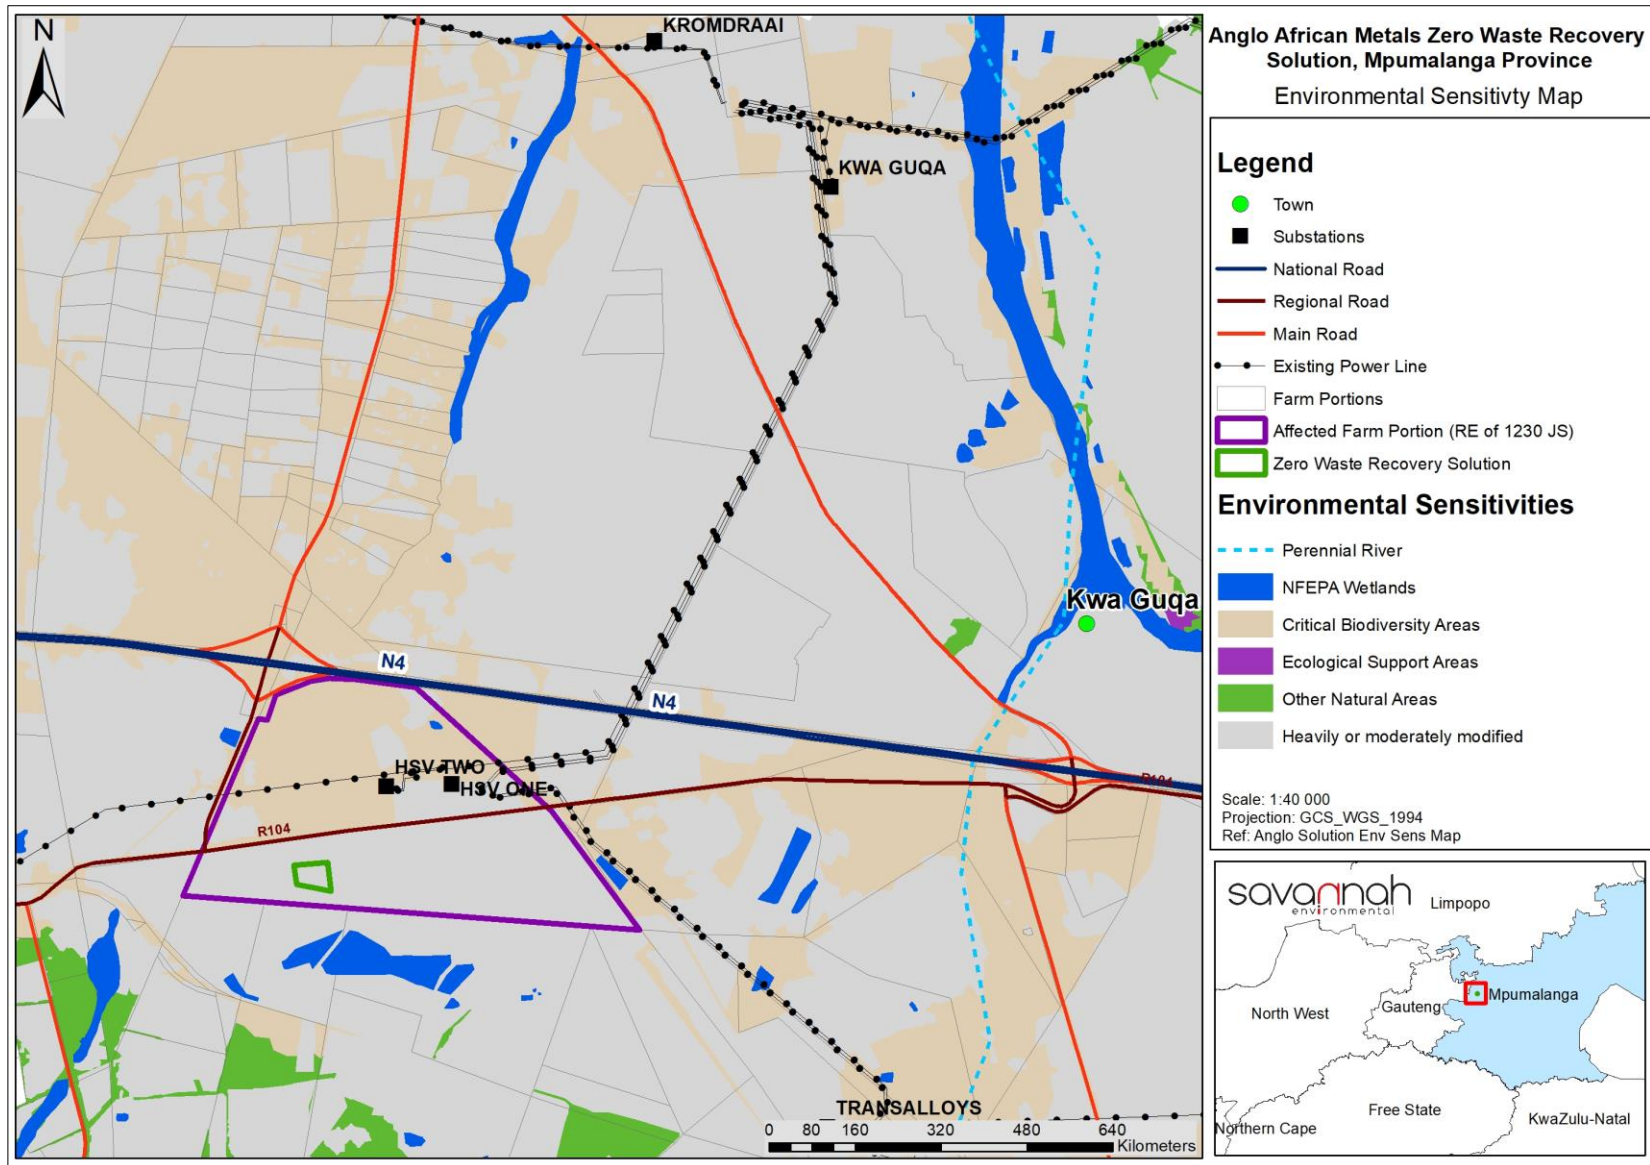 N
KROMDRAAI
KWA GUQA
Kwa Guqa
N4
N4
HSV TWO
HSV ONE
R104
R104
TRANSALLOYS
0 80 160 320 480 640
Kilometers
Anglo African Metals Zero Waste Recovery
Solution, Mpumalanga Province
Environmental Sensitivty Map
Legend
Town
Substations
National Road
Regional Road
Main Road
Existing Power Line
Farm Portions
Affected Farm Portion (RE of 1230 JS)
Zero Waste Recovery Solution
Environmental Sensitivities
Perennial River
NFEPA Wetlands
Critical Biodiversity Areas
Ecological Support Areas
Other Natural Areas
Heavily or moderately modified
Scale: 1:40 000
Projection: GCS_WGS_1994
Ref: Anglo Solution Env Sens Map
savannah
environmental
Limpopo
North West
Gauteng
Mpumalanga
Free State
Northern Cape
KwaZulu-Natal